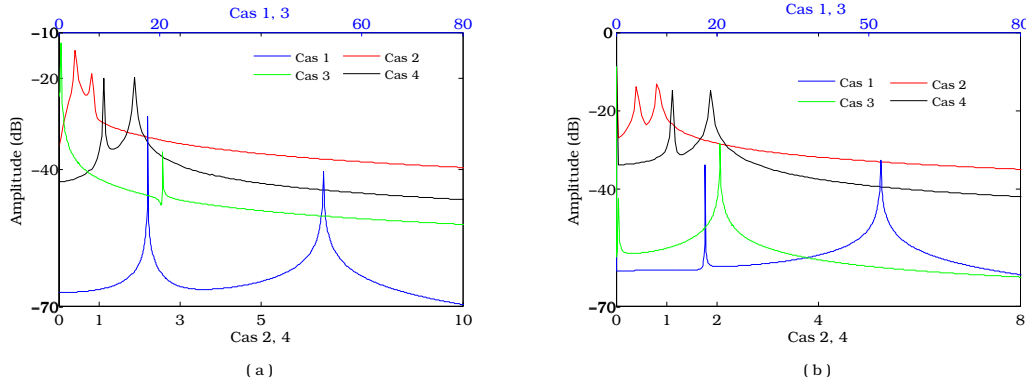 Cas 1, 3
0 20 50 80
−10
−20
−40
−70
Amplitude (dB)
Cas 1
Cas 2
Cas 3
Cas 4
0 1 3 5 10
Cas 2, 4
( a )
Cas 1, 3
0 20 50 80
0
−20
−40
−70
Amplitude (dB)
Cas 1
Cas 2
Cas 3
Cas 4
0 1 2 4 8
Cas 2, 4
( b )